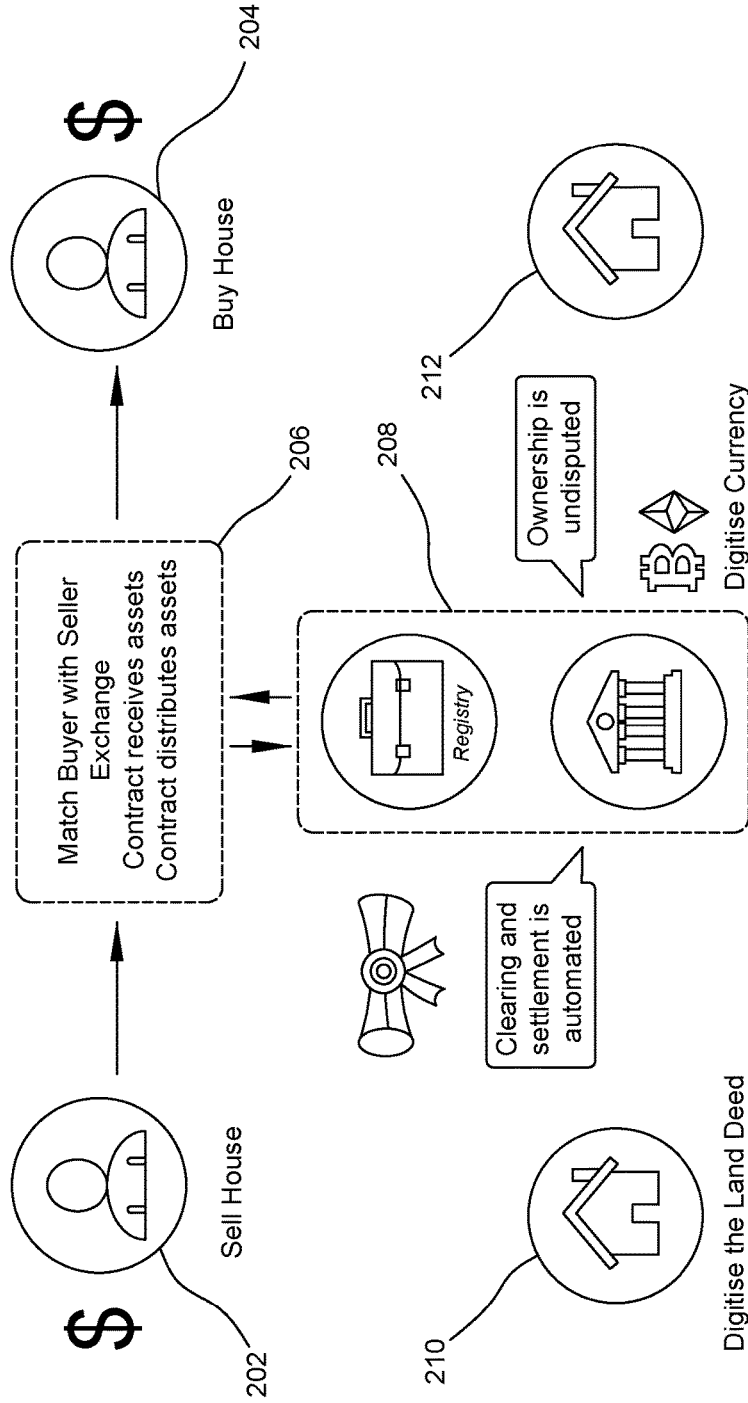 $
202
Sell House
Match Buyer with Seller
Exchange
Contract receives assets
Contract distributes assets
206
$
204
Buy House
210
Digitise the Land Deed
Clearing and
settlement is
automated
208
Registry
Ownership is
undisputed
Digitise Currency
212